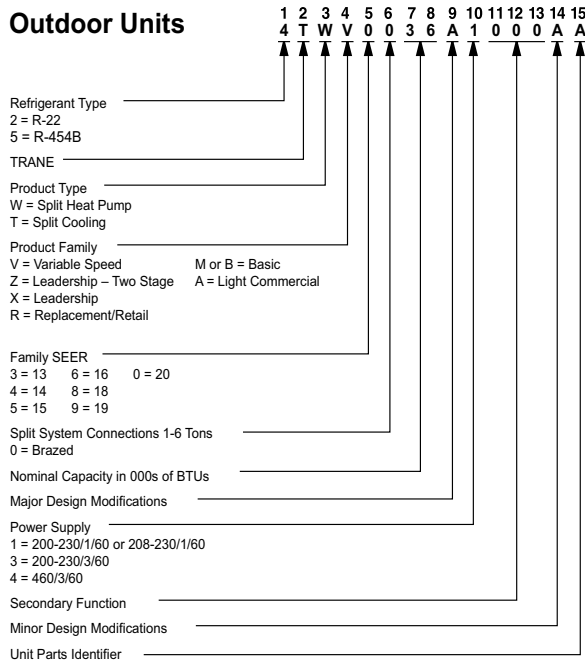 Outdoor Units
1 2 3 4 5 6 7 8 9 10 11 12 13 14 15
4 T W V 0 0 3 6 A 1 0 0 0 A A
Refrigerant Type
2 = R-22
5 = R-454B
TRANE
Product Type
W = Split Heat Pump
T = Split Cooling
Product Family
V = Variable Speed M or B = Basic
Z = Leadership – Two Stage A = Light Commercial
X = Leadership
R = Replacement/Retail
Family SEER
3 = 13 6 = 16 0 = 20
4 = 14 8 = 18
5 = 15 9 = 19
Split System Connections 1-6 Tons
0 = Brazed
Nominal Capacity in 000s of BTUs
Major Design Modifications
Power Supply
1 = 200-230/1/60 or 208-230/1/60
3 = 200-230/3/60
4 = 460/3/60
Secondary Function
Minor Design Modifications
Unit Parts Identifier